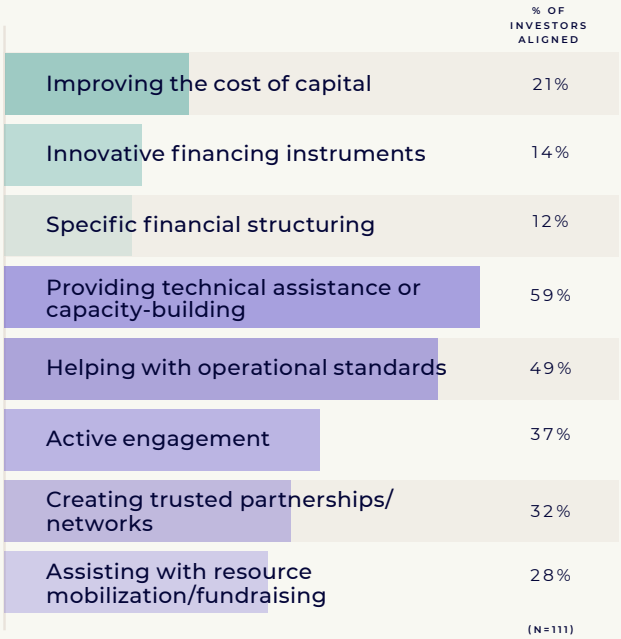 % OF
INVESTORS
ALIGNED
Improving the cost of capital
21%
Innovative financing instruments
14%
Specific financial structuring
12%
Providing technical assistance or
capacity-building
59%
Helping with operational standards
49%
Active engagement
37%
Creating trusted partnerships/
networks
32%
Assisting with resource
mobilization/fundraising
28%
(N=111)